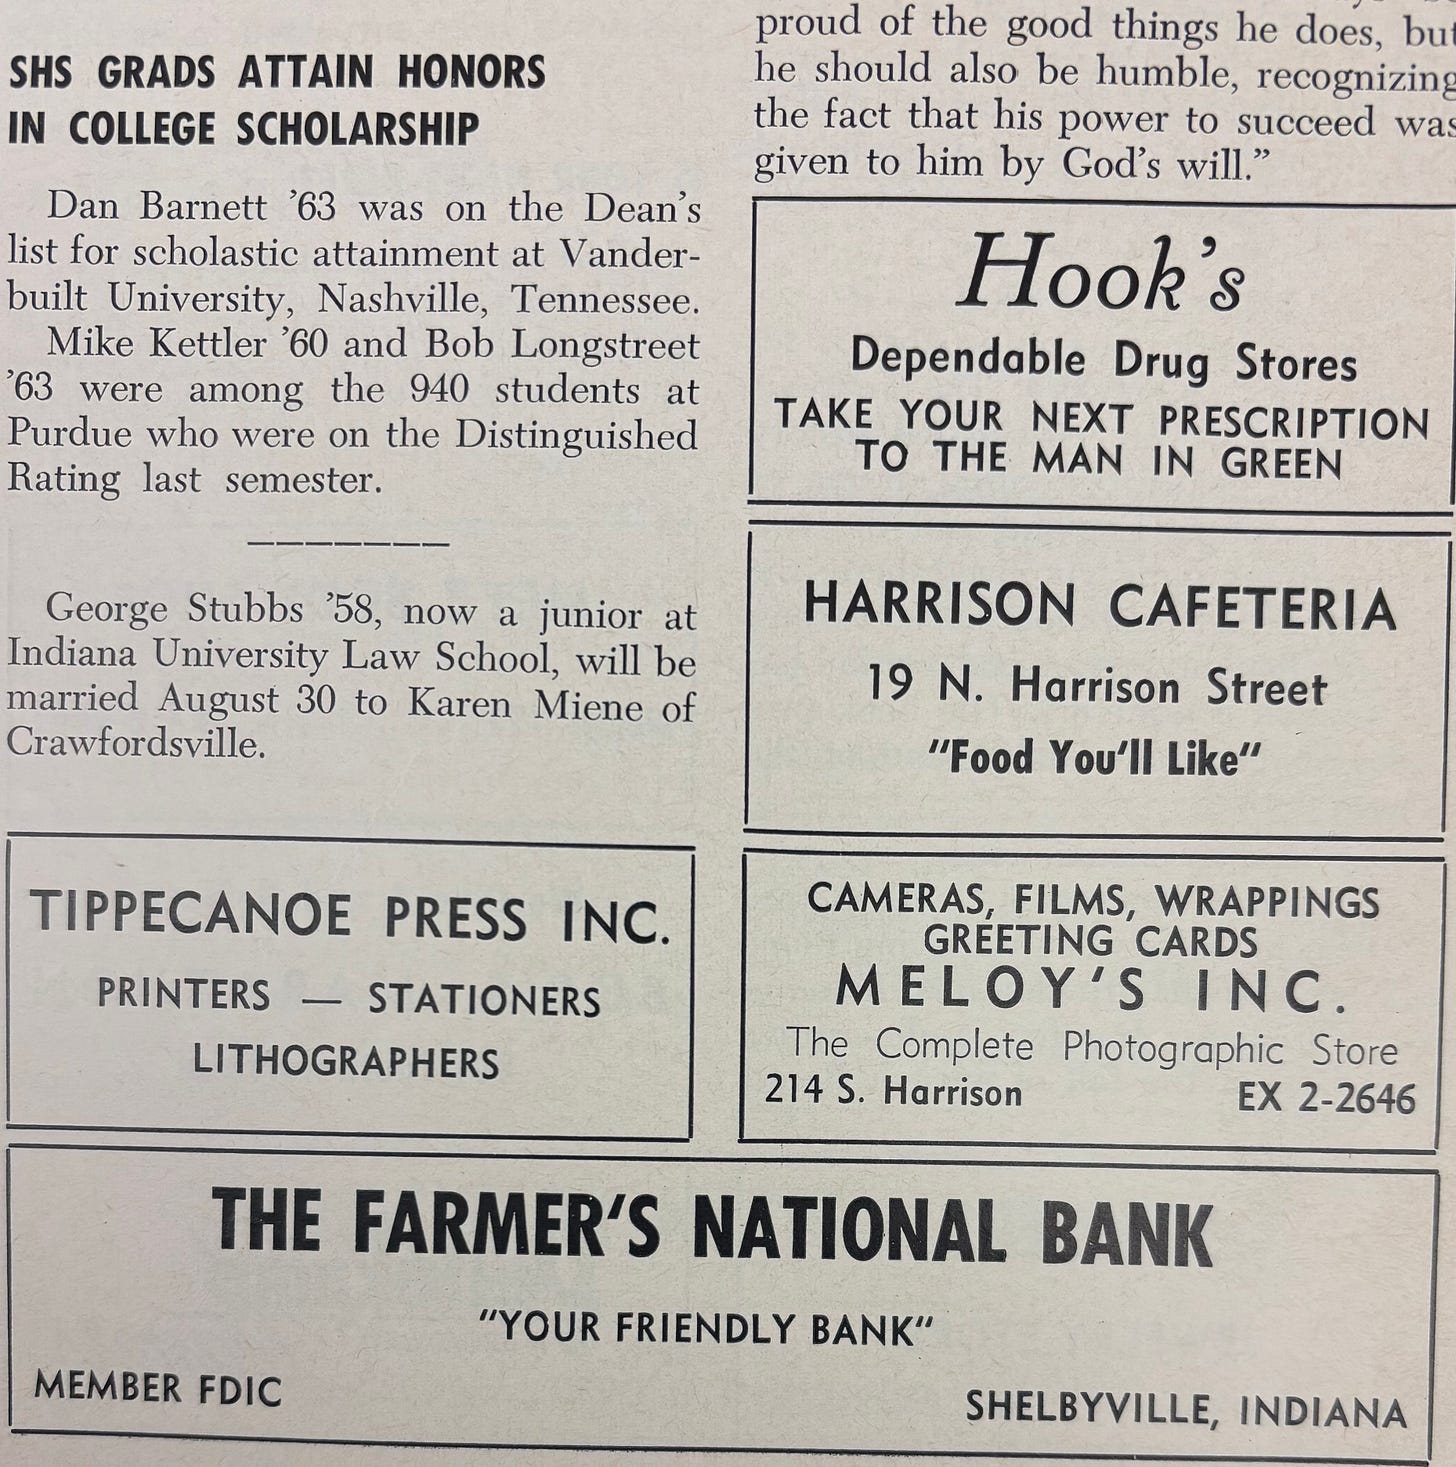 SHS GRADS ATTAIN HONORS
IN COLLEGE SCHOLARSHIP
Dan Barnett ’63 was on the Dean’s
list for scholastic attainment at Vander-
built University, Nashville, Tennessee.
Mike Kettler ’60 and Bob Longstreet
’63 were among the 940 students at
Purdue who were on the Distinguished
Rating last semester.
George Stubbs ’58, now a junior at
Indiana University Law School, will be
married August 30 to Karen Miene of
Crawfordsville.
TIPPECANOE PRESS INC.
PRINTERS — STATIONERS
LITHOGRAPHERS
proud of the good things he does, but
he should also be humble, recognizing
the fact that his power to succeed was
given to him by God’s will.”
Hook’s
Dependable Drug Stores
TAKE YOUR NEXT PRESCRIPTION
TO THE MAN IN GREEN
HARRISON CAFETERIA
19 N. Harrison Street
"Food You'll Like"
CAMERAS, FILMS, WRAPPINGS
GREETING CARDS
MELOY'S INC.
The Complete Photographic Store
214 S. Harrison EX 2-2646
THE FARMER'S NATIONAL BANK
"YOUR FRIENDLY BANK"
MEMBER FDIC
SHELBYVILLE, INDIANA